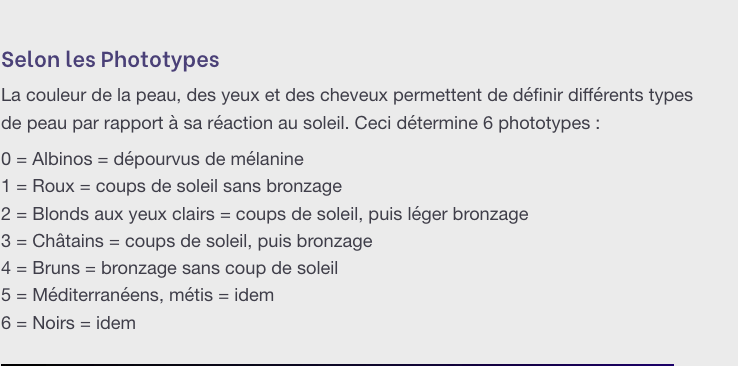 Selon les Phototypes
La couleur de la peau, des yeux et des cheveux permettent de définir différents types
de peau par rapport à sa réaction au soleil. Ceci détermine 6 phototypes :
0 = Albinos = dépourvus de mélanine
1 = Roux = coups de soleil sans bronzage
2 = Blonds aux yeux clairs = coups de soleil, puis léger bronzage
3 = Châtains = coups de soleil, puis bronzage
4 = Bruns = bronzage sans coup de soleil
5 = Méditerranéens, métis = idem
6 = Noirs = idem